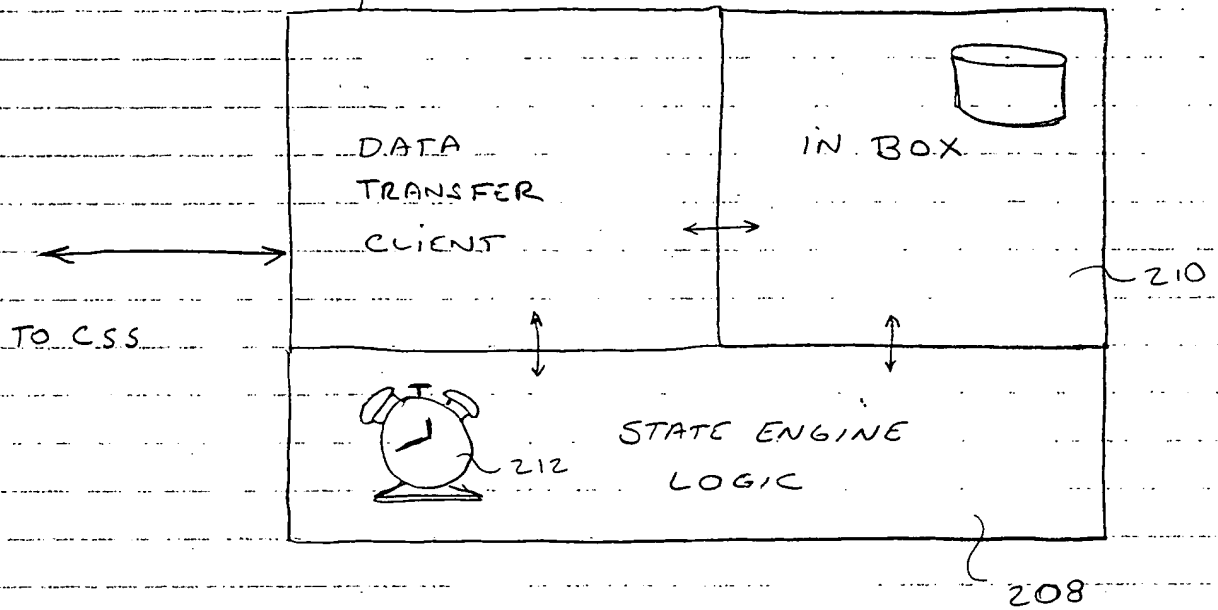 DATA
TRANSFER
CLIENT
IN BOX
210
TO CSS
212
STATE ENGINE
LOGIC
208